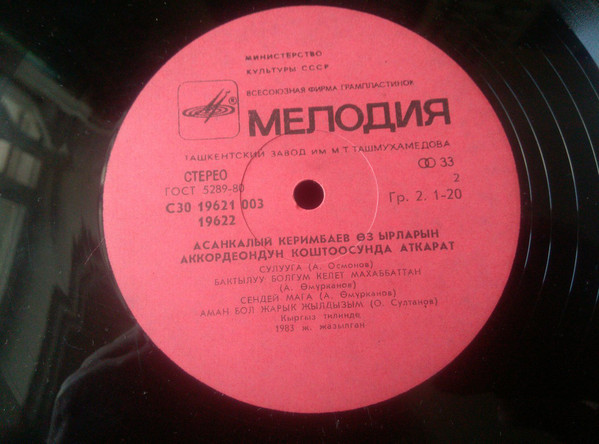 МИНИСТЕРСТВО
КУЛЬТУРЫ СССР
ВСЕСОЮЗНАЯ ФИРМА ГРАМПЛАСТИНОК
®
МЕЛОДИЯ
ТАШКЕНТСКИЙ ЗАВОД ИМ М.Т.ТАШМУХАМЕДОВА
СТЕРЕО
33
ГОСТ 5289-80
2
С30 19621 003
Гр. 2. 1-20
19622
АСАНКАЛЫЙ КЕРИМБАЕВ ӨЗ ЫРЛАРЫН
АККОРДЕОНДУН КОШТООСУНДА АТКАРАТ
СУЛУУГА (А. Осмонов)
БАКТЫЛУУ БОЛГУМ КЕЛЕТ МАХАББАТТАН
(А. Өмүрканов)
СЕНДЕЙ МАГА (А. Өмүрканов)
АМАН БОЛ ЖАРЫК ЖЫЛДЫЗЫМ (О. Султанов)
Кыргыз тилинде
1983 ж. жазылган